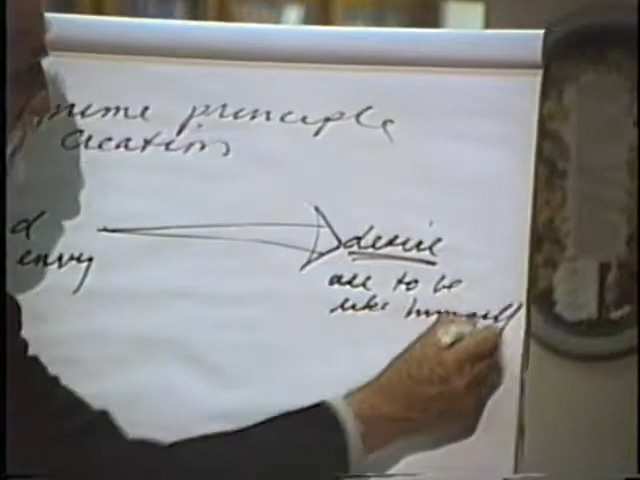 principle
creation
d
envy
desire
all to be
like himself